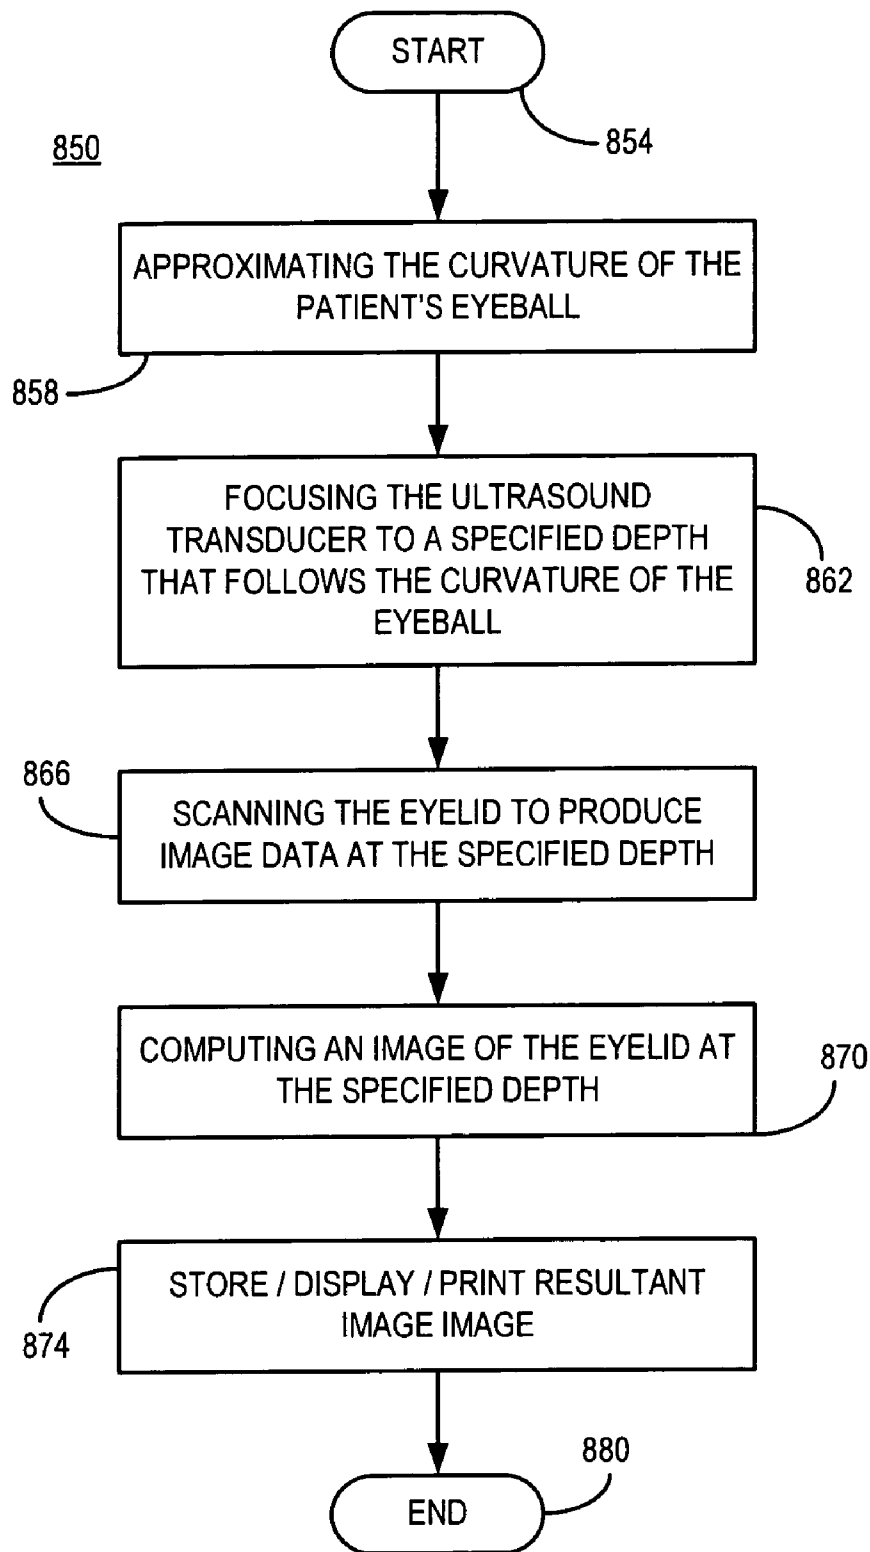 START
854
850
APPROXIMATING THE CURVATURE OF THE
PATIENT'S EYEBALL
858
FOCUSING THE ULTRASOUND
TRANSDUCER TO A SPECIFIED DEPTH
THAT FOLLOWS THE CURVATURE OF THE
EYEBALL
862
866
SCANNING THE EYELID TO PRODUCE
IMAGE DATA AT THE SPECIFIED DEPTH
COMPUTING AN IMAGE OF THE EYELID AT
THE SPECIFIED DEPTH
870
STORE / DISPLAY / PRINT RESULTANT
IMAGE IMAGE
874
880
END